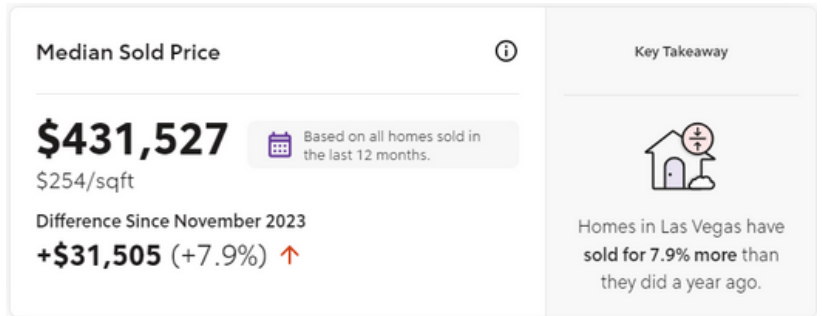 Median Sold Price
Key Takeaway
$431,527
Based on all homes sold in
the last 12 months.
$254/sqft
Difference Since November 2023
+$31,505 (+7.9%) ↑
Homes in Las Vegas have
sold for 7.9% more than
they did a year ago.